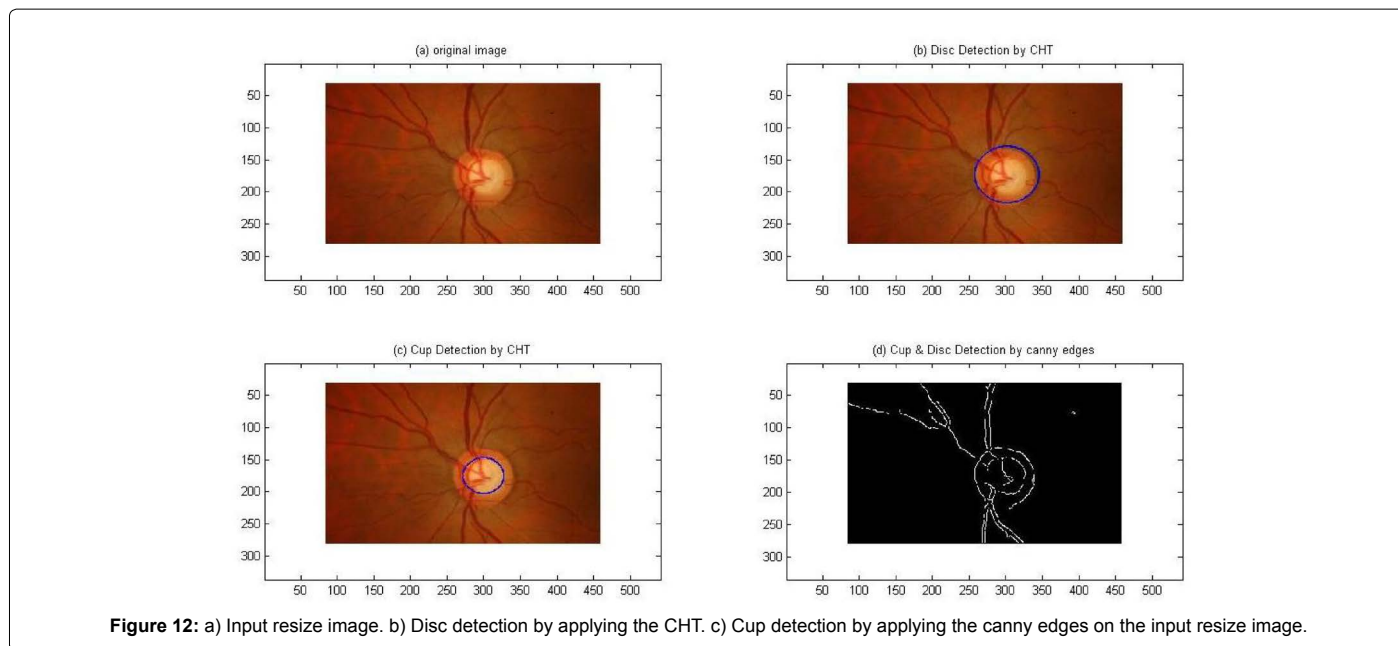 (a) original image
50
100
150
200
250
300
50 100 150 200 250 300 350 400 450 500
(b) Disc Detection by CHT
50
100
150
200
250
300
50 100 150 200 250 300 350 400 450 500
(c) Cup Detection by CHT
50
100
150
200
250
300
50 100 150 200 250 300 350 400 450 500
(d) Cup & Disc Detection by canny edges
50
100
150
200
250
300
50 100 150 200 250 300 350 400 450 500
Figure 12: a) Input resize image. b) Disc detection by applying the CHT. c) Cup detection by applying the canny edges on the input resize image.